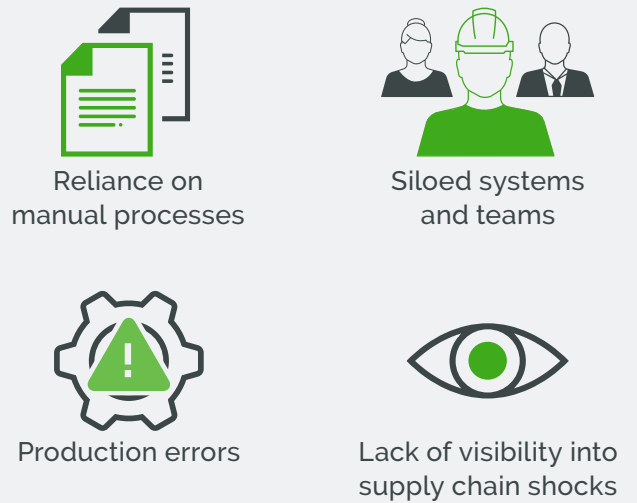 Reliance on
manual processes
Siloed systems
and teams
!
Production errors
Lack of visibility into
supply chain shocks